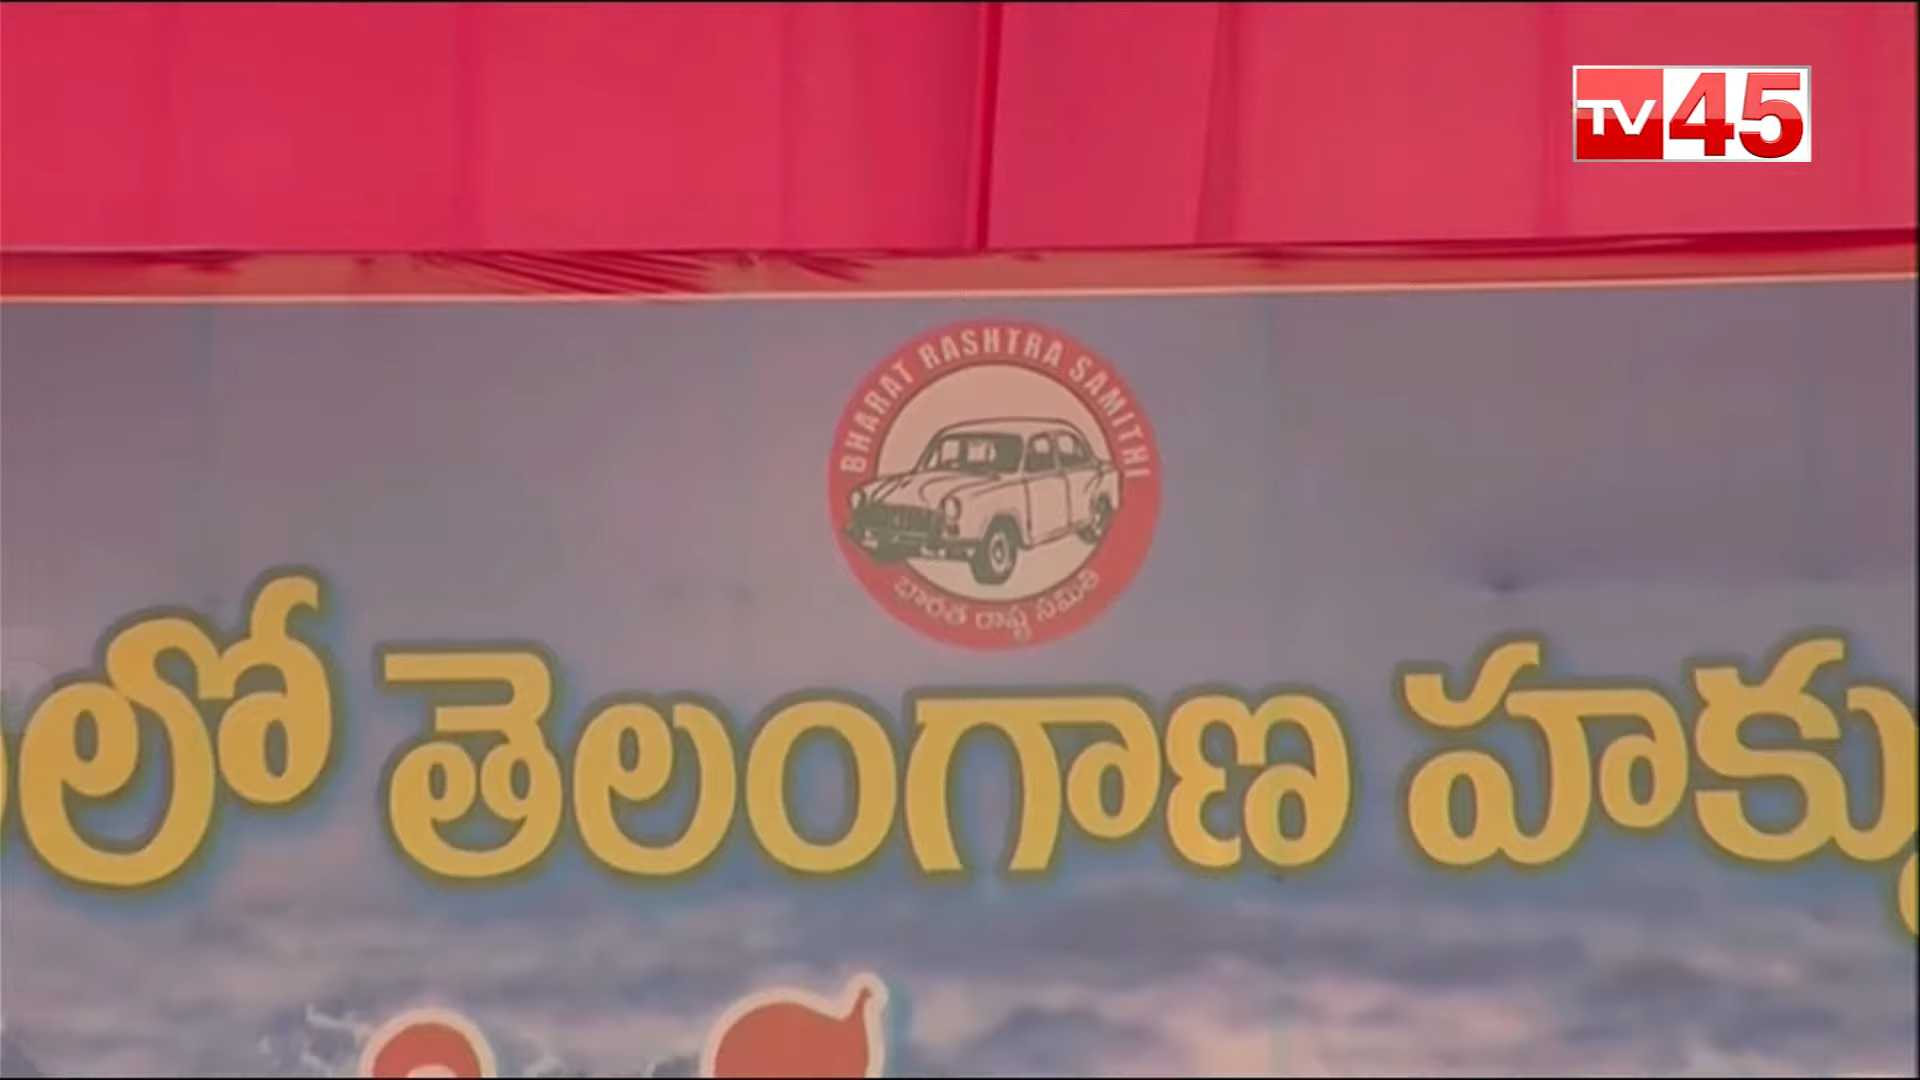 TV45
BHARAT RASHTRA SAMITHI
భారత రాష్ట్ర సమితి
లో తెలంగాణ హక్కు